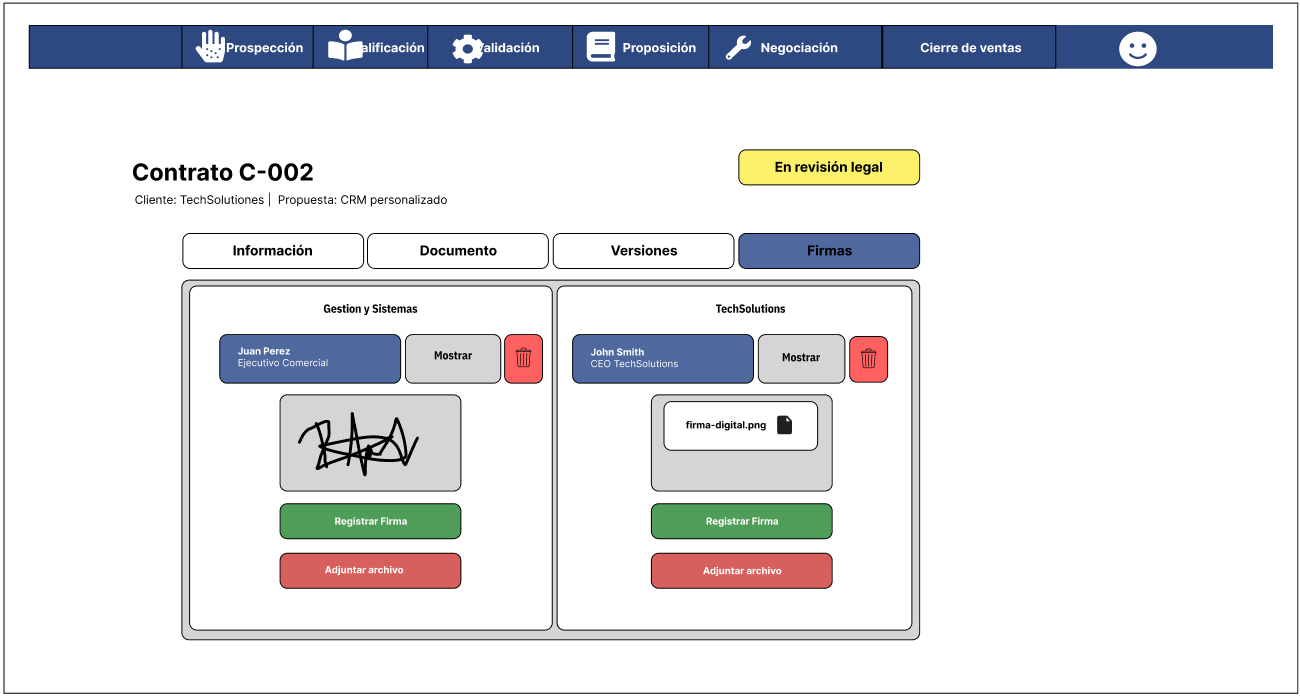 Prospección
alificación
alidación
Proposición
Negociación
Cierre de ventas
Contrato C-002
En revisión legal
Cliente: TechSolutiones | Propuesta: CRM personalizado
Información
Documento
Versiones
Firmas
Gestion y Sistemas
Juan Perez
Ejecutivo Comercial
Mostrar
Registrar Firma
Adjuntar archivo
TechSolutions
John Smith
CEO TechSolutions
Mostrar
firma-digital.png
Registrar Firma
Adjuntar archivo